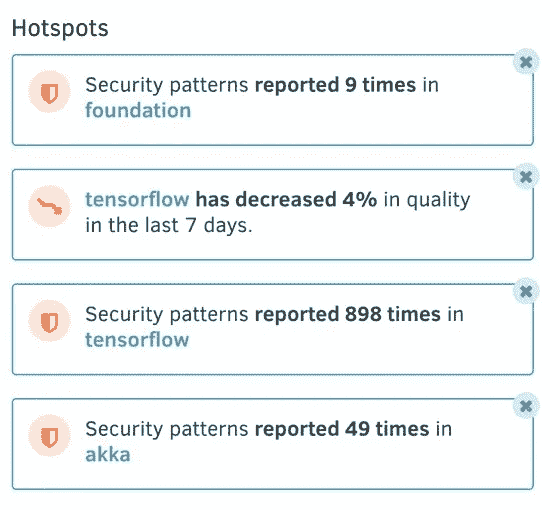 Hotspots
Security patterns reported 9 times in
foundation
tensorflow has decreased 4% in quality
in the last 7 days.
Security patterns reported 898 times in
tensorflow
Security patterns reported 49 times in
akka